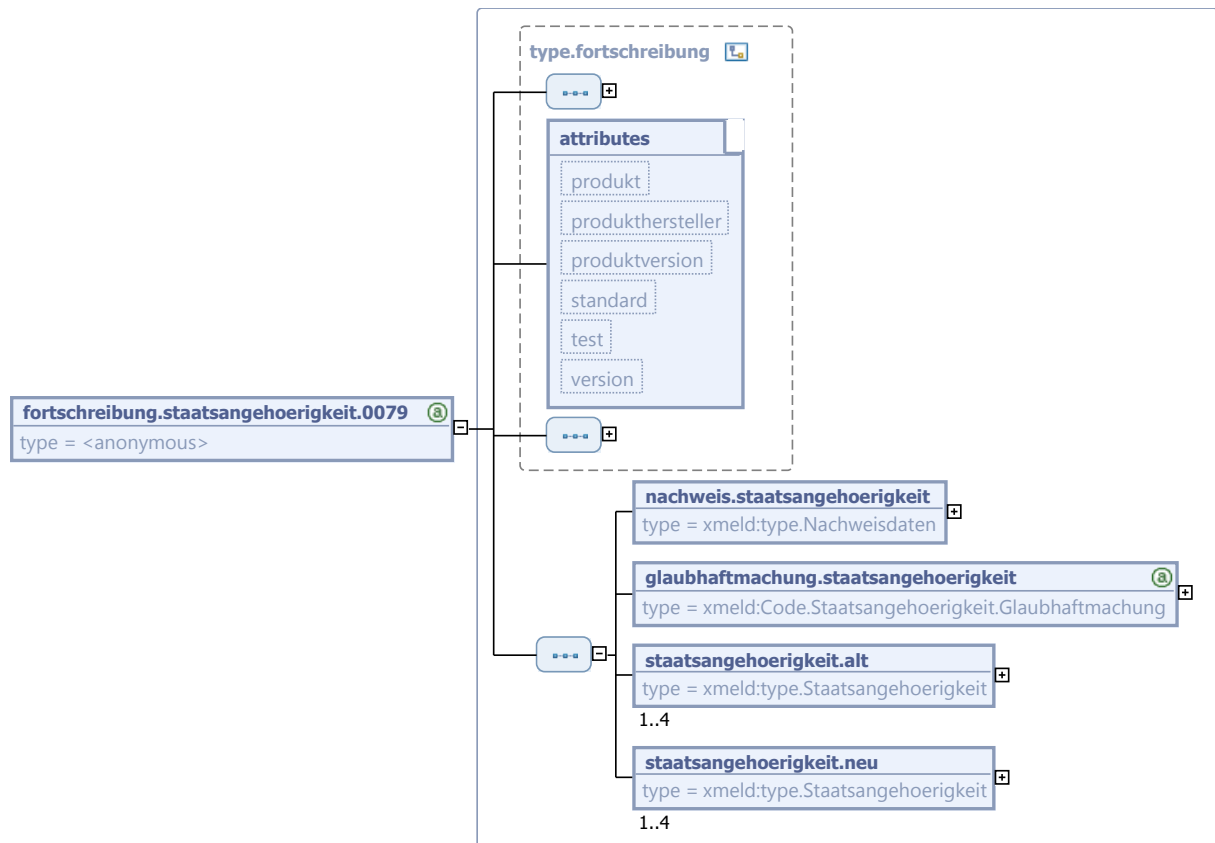 type.fortschreibung
attributes
produkt
produkthersteller
produktversion
standard
test
version
fortschreibung.staatsangehoerigkeit.0079
type = <anonymous>
nachweis.staatsangehoerigkeit
type = xmeld:type.Nachweisdaten
glaubhaftmachung.staatsangehoerigkeit
type = xmeld:Code.Staatsangehoerigkeit.Glaubhaftmachung
staatsangehoerigkeit.alt
type = xmeld:type.Staatsangehoerigkeit
1..4
staatsangehoerigkeit.neu
type = xmeld:type.Staatsangehoerigkeit
1..4